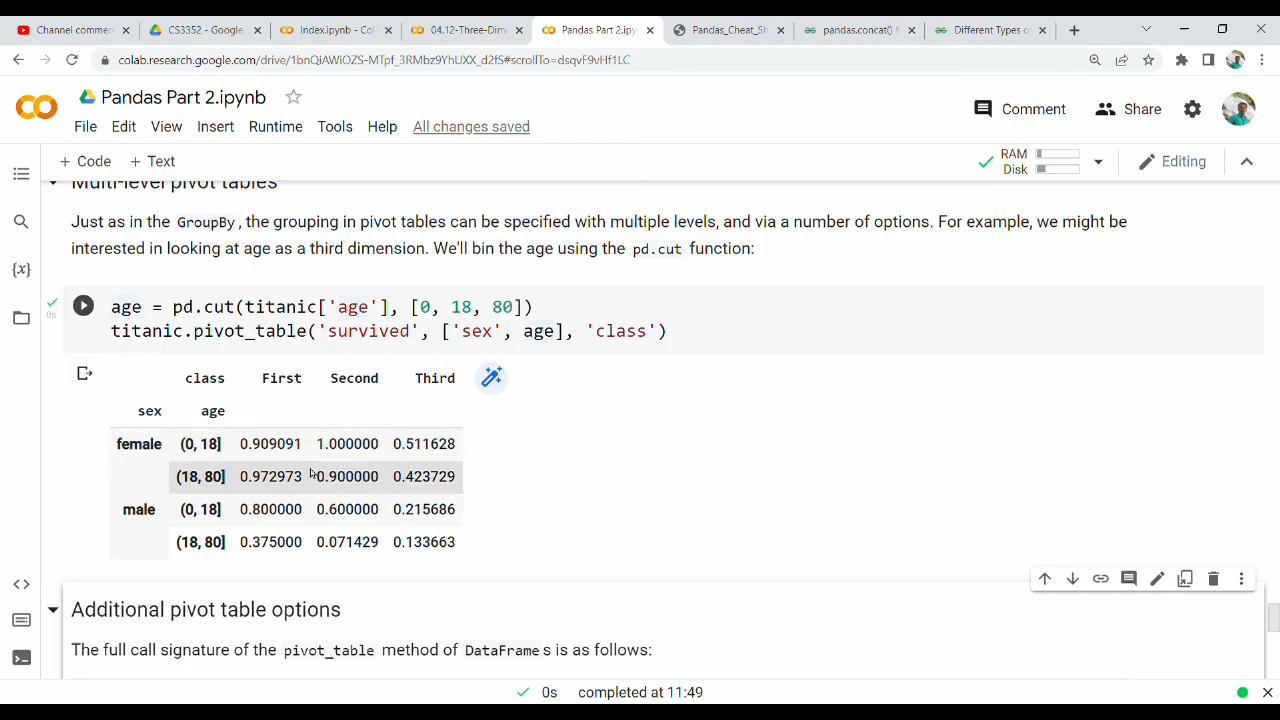 Channel commen
CS3352 - Google
Index.ipynb - Col
04.12-Three-Dim
Pandas Part 2.ipy
Pandas_Cheat_Sh
pandas.concat() f
Different Types o
colab.research.google.com/drive/1bnQiAWiOZS-MTpf_3RMbz9YhUXX_d2fS#scrollTo=dsqvF9vHf1LC
Pandas Part 2.ipynb
Comment
Share
File Edit View Insert Runtime Tools Help All changes saved
+ Code + Text
RAM
Disk
Editing
Multi-level pivot tables
Just as in the GroupBy, the grouping in pivot tables can be specified with multiple levels, and via a number of options. For example, we might be
interested in looking at age as a third dimension. We'll bin the age using the pd.cut function:
0s
age = pd.cut(titanic['age'], [0, 18, 80])
titanic.pivot_table('survived', ['sex', age], 'class')
class First Second Third
sex age
female (0, 18] 0.909091 1.000000 0.511628
(18, 80] 0.972973 0.900000 0.423729
male (0, 18] 0.800000 0.600000 0.215686
(18, 80] 0.375000 0.071429 0.133663
Additional pivot table options
The full call signature of the pivot_table method of DataFrames is as follows:
0s completed at 11:49